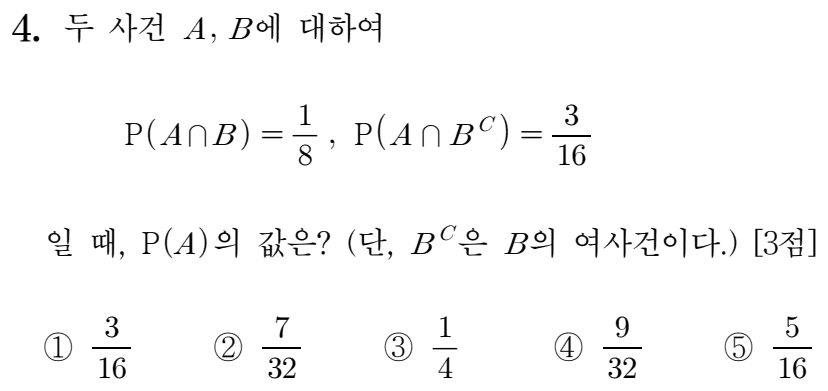 4. 두 사건 A, B에 대하여
P(A∩B) = 1/8 , P(A∩B^C) = 3/16
일 때, P(A)의 값은? (단, B^C은 B의 여사건이다.) [3점]
① 3/16 ② 7/32 ③ 1/4 ④ 9/32 ⑤ 5/16